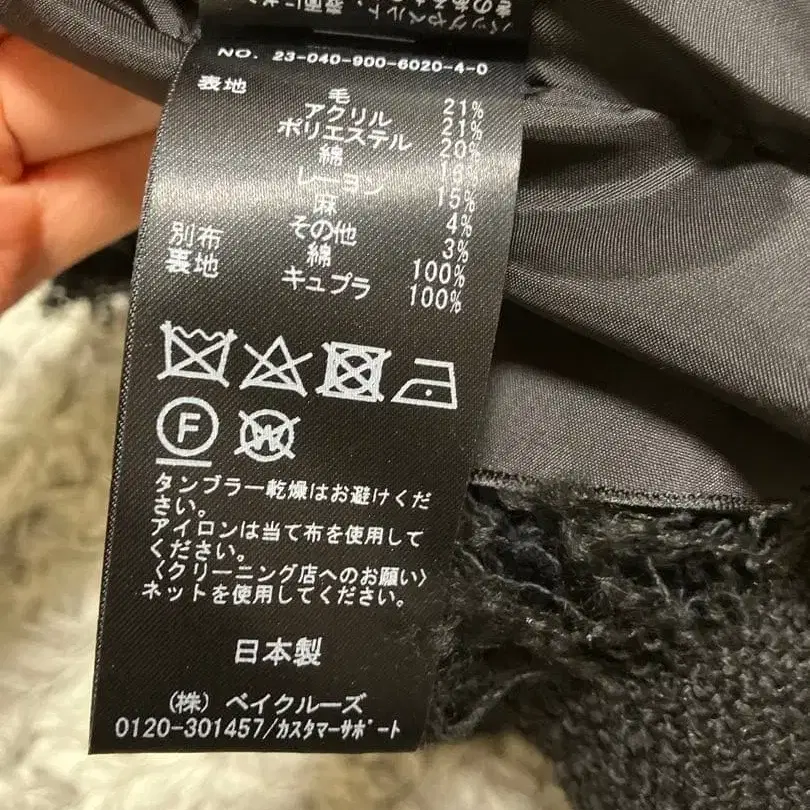 NO. 23-040-900-6020-4-0
表地 毛 21%
アクリル 21%
ポリエステル 20%
綿 16%
レーヨン 15%
麻 4%
その他 3%
別布 綿 100%
裏地 キュプラ 100%
F
W
タンブラー乾燥はお避けくだ
さい。
アイロンは当て布を使用して
ください。
〈クリーニング店へのお願い〉
ネットを使用してください。
日本製
(株) ベイクルーズ
0120-301457/カスタマーサポート